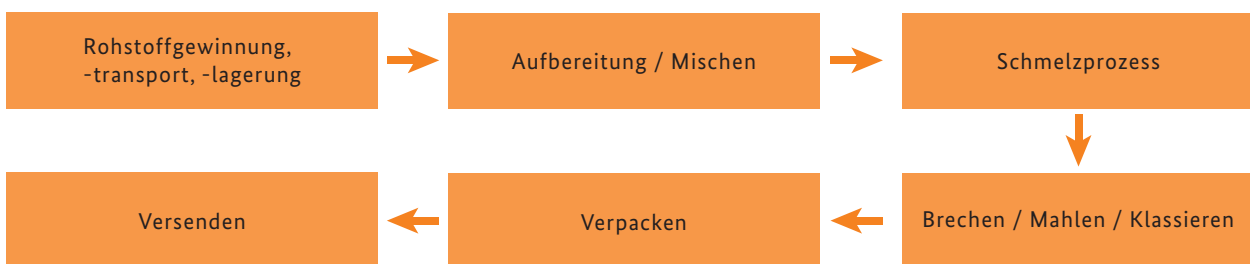 Rohstoffgewinnung,
-transport, -lagerung
Aufbereitung / Mischen
Schmelzprozess
Brechen / Mahlen / Klassieren
Verpacken
Versenden